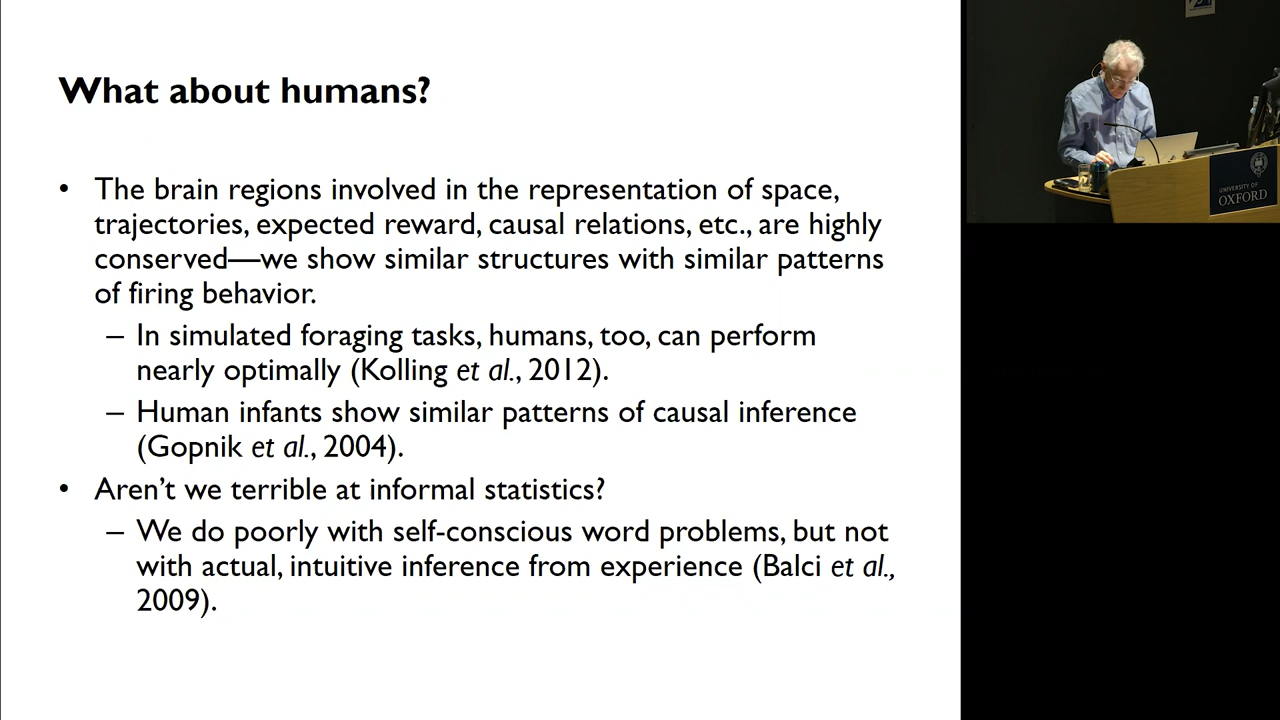 What about humans?
• The brain regions involved in the representation of space,
trajectories, expected reward, causal relations, etc., are highly
conserved—we show similar structures with similar patterns
of firing behavior.
– In simulated foraging tasks, humans, too, can perform
nearly optimally (Kolling et al., 2012).
– Human infants show similar patterns of causal inference
(Gopnik et al., 2004).
• Aren’t we terrible at informal statistics?
– We do poorly with self-conscious word problems, but not
with actual, intuitive inference from experience (Balci et al.,
2009).
UNIVERSITY OF
OXFORD